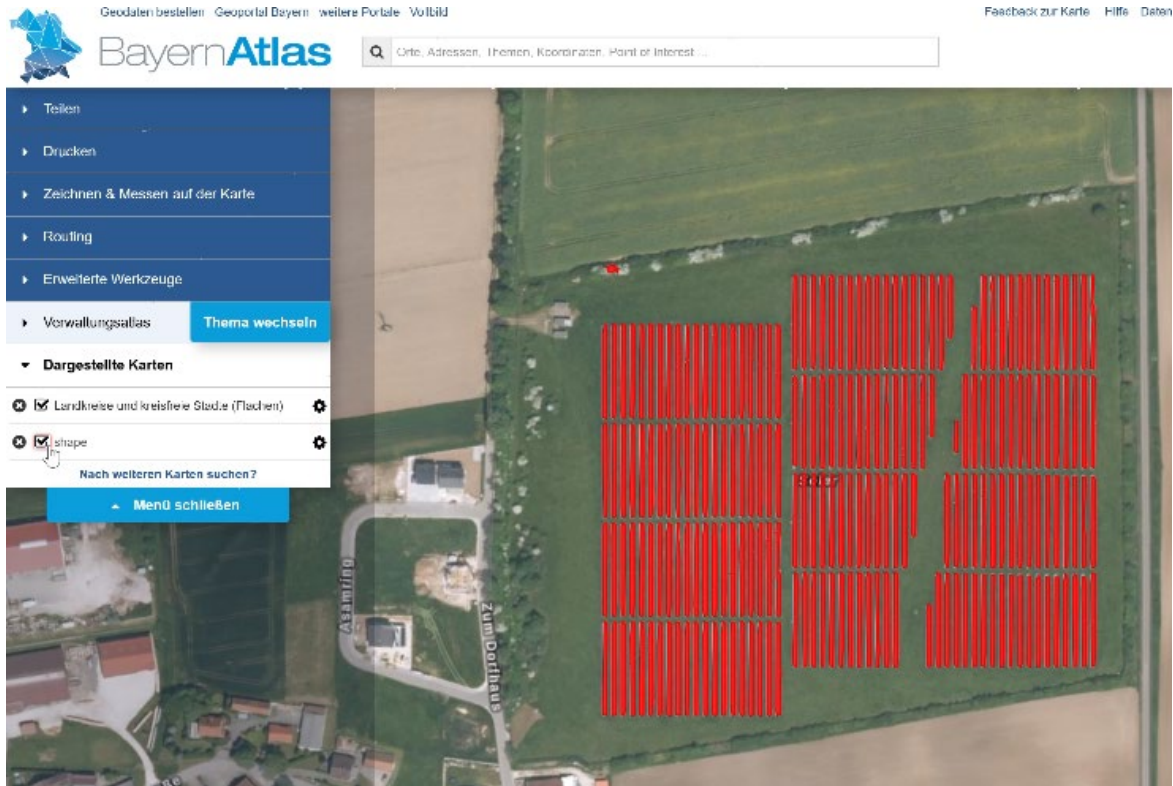 Geodaten bestellen Geoportal Bayern weitere Portale Vollbild
Feedback zur Karte Hilfe Daten
BayernAtlas
Orte, Adressen, Themen, Koordinaten, Point of Interest ...
Teilen
Drucken
Zeichnen & Messen auf der Karte
Routing
Erweiterte Werkzeuge
Verwaltungsatlas
Thema wechseln
Dargestellte Karten
Landkreise und kreisfreie Städte (Flächen)
shape
Nach weiteren Karten suchen?
Menü schließen
Asamring
Zum Dorfhaus